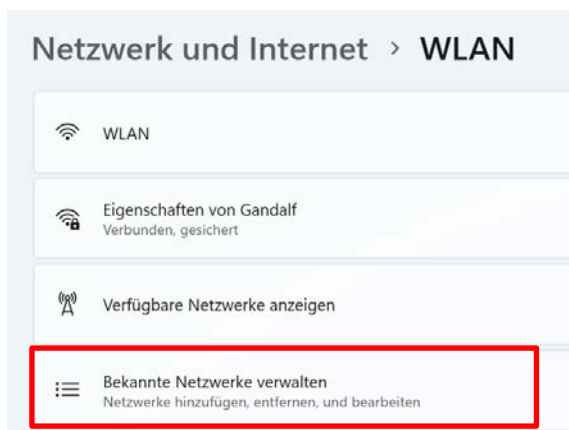 Netzwerk und Internet > WLAN
WLAN
Eigenschaften von Gandalf
Verbunden, gesichert
Verfügbare Netzwerke anzeigen
Bekannte Netzwerke verwalten
Netzwerke hinzufügen, entfernen, und bearbeiten